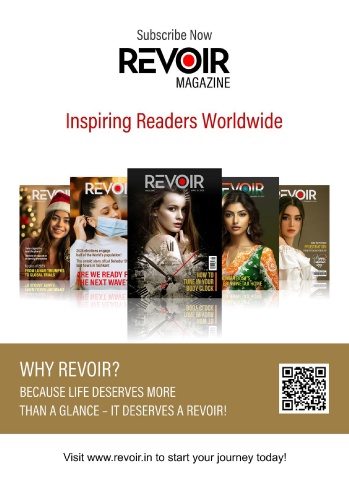 Subscribe Now
REVOIR
MAGAZINE
Inspiring Readers Worldwide
REVOIR
REVOIR
REVOIR
REVOIR
REVOIR
ARE WE READY F
THE NEXT WAVE?
HOW TO
TUNE IN YOUR
BODY CLOCK
WHY REVOIR?
BECAUSE LIFE DESERVES MORE
THAN A GLANCE – IT DESERVES A REVOIR!
Visit www.revoir.in to start your journey today!